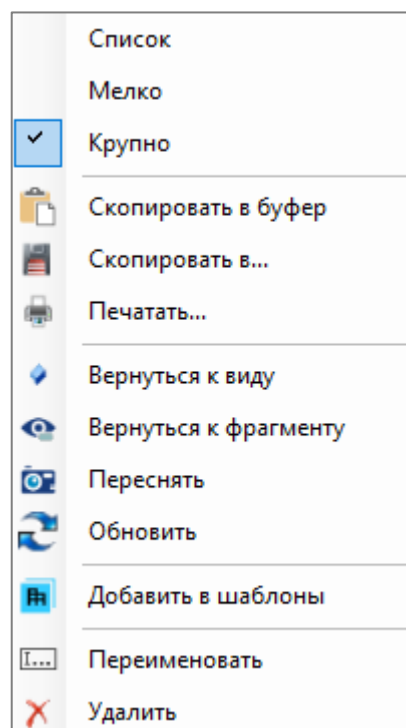 Список
Мелко
Крупно
Скопировать в буфер
Скопировать в...
Печатать...
Вернуться к виду
Вернуться к фрагменту
Переснять
Обновить
Добавить в шаблоны
Переименовать
Удалить